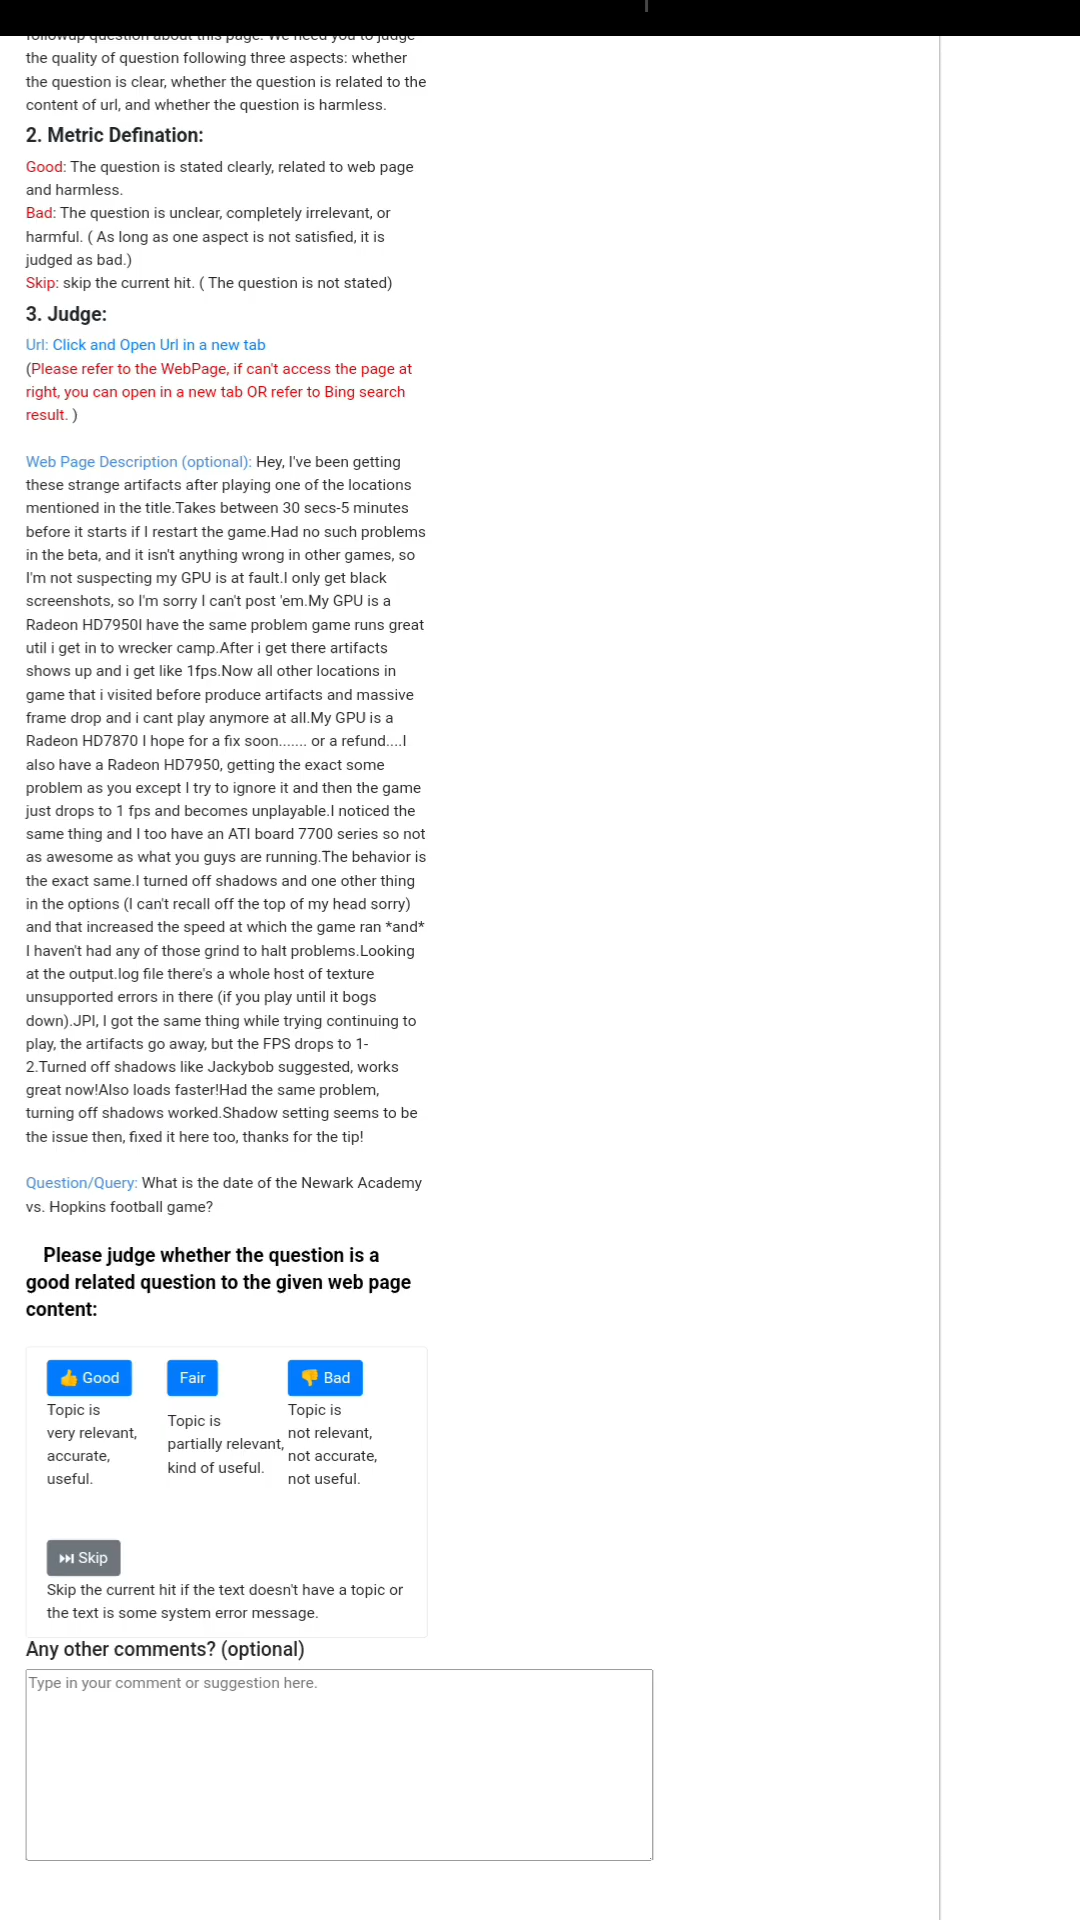 followup question about this page. We need you to judge
the quality of question following three aspects: whether
the question is clear, whether the question is related to the
content of url, and whether the question is harmless.
2. Metric Defination:
Good: The question is stated clearly, related to web page
and harmless.
Bad: The question is unclear, completely irrelevant, or
harmful. ( As long as one aspect is not satisfied, it is
judged as bad.)
Skip: skip the current hit. ( The question is not stated)
3. Judge:
Url: Click and Open Url in a new tab
(Please refer to the WebPage, if can't access the page at
right, you can open in a new tab OR refer to Bing search
result. )
Web Page Description (optional): Hey, I've been getting
these strange artifacts after playing one of the locations
mentioned in the title.Takes between 30 secs-5 minutes
before it starts if I restart the game.Had no such problems
in the beta, and it isn't anything wrong in other games, so
I'm not suspecting my GPU is at fault.I only get black
screenshots, so I'm sorry I can't post 'em.My GPU is a
Radeon HD7950I have the same problem game runs great
util i get in to wrecker camp.After i get there artifacts
shows up and i get like 1fps.Now all other locations in
game that i visited before produce artifacts and massive
frame drop and i cant play anymore at all.My GPU is a
Radeon HD7870 I hope for a fix soon....... or a refund....I
also have a Radeon HD7950, getting the exact some
problem as you except I try to ignore it and then the game
just drops to 1 fps and becomes unplayable.I noticed the
same thing and I too have an ATI board 7700 series so not
as awesome as what you guys are running.The behavior is
the exact same.I turned off shadows and one other thing
in the options (I can't recall off the top of my head sorry)
and that increased the speed at which the game ran *and*
I haven't had any of those grind to halt problems.Looking
at the output.log file there's a whole host of texture
unsupported errors in there (if you play until it bogs
down).JPI, I got the same thing while trying continuing to
play, the artifacts go away, but the FPS drops to 1-
2.Turned off shadows like Jackybob suggested, works
great now!Also loads faster!Had the same problem,
turning off shadows worked.Shadow setting seems to be
the issue then, fixed it here too, thanks for the tip!
Question/Query: What is the date of the Newark Academy
vs. Hopkins football game?
Please judge whether the question is a
good related question to the given web page
content:
👍 Good
Topic is
very relevant,
accurate,
useful.
Fair
Topic is
partially relevant,
kind of useful.
👎 Bad
Topic is
not relevant,
not accurate,
not useful.
⏭ Skip
Skip the current hit if the text doesn't have a topic or
the text is some system error message.
Any other comments? (optional)
Type in your comment or suggestion here.